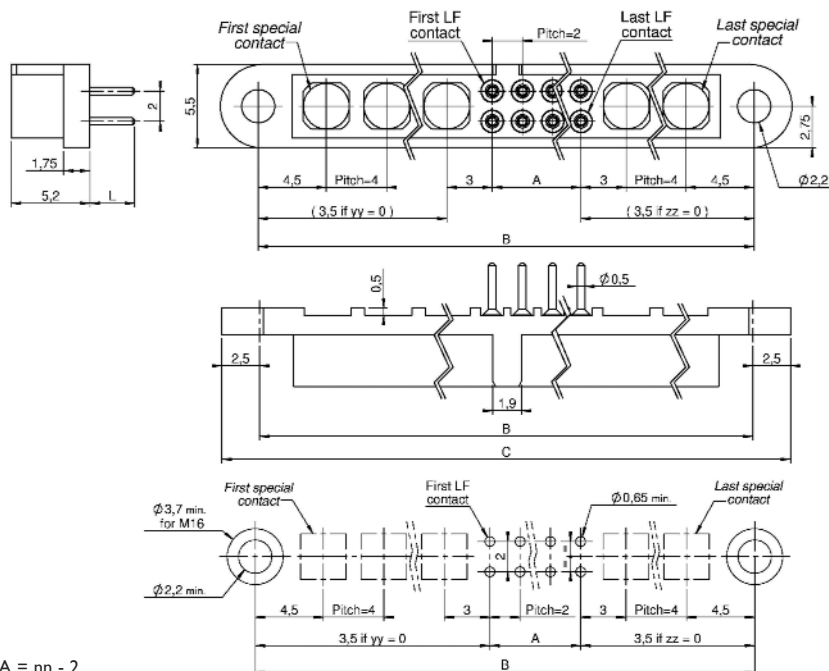 First special
contact
First LF
contact
Pitch=2
Last LF
contact
Last special
contact
2
5,5
2,75
1,75
5,2
L
4,5
Pitch=4
3
A
3
Pitch=4
4,5
Ø2,2
( 3,5 if yy = 0 )
( 3,5 if zz = 0 )
B
0,5
Ø0,5
2,5
2,5
1,9
B
C
Ø3,7 min.
for M16
First special
contact
First LF
contact
Ø0,65 min.
Last special
contact
2
=
=
Ø2,2 min.
4,5
Pitch=4
3
Pitch=2
3
Pitch=4
4,5
3,5 if yy = 0
A
3,5 if zz = 0
B
A = nn - 2